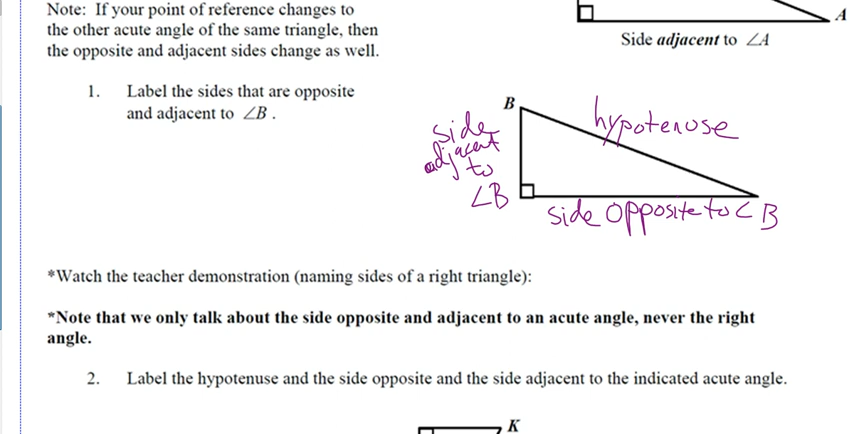 Note: If your point of reference changes to
the other acute angle of the same triangle, then
the opposite and adjacent sides change as well.
A
Side adjacent to ∠A
1. Label the sides that are opposite
and adjacent to ∠B .
B
hypotenuse
side
adjacent
to
∠B
side opposite to ∠B
*Watch the teacher demonstration (naming sides of a right triangle):
*Note that we only talk about the side opposite and adjacent to an acute angle, never the right
angle.
2. Label the hypotenuse and the side opposite and the side adjacent to the indicated acute angle.
K